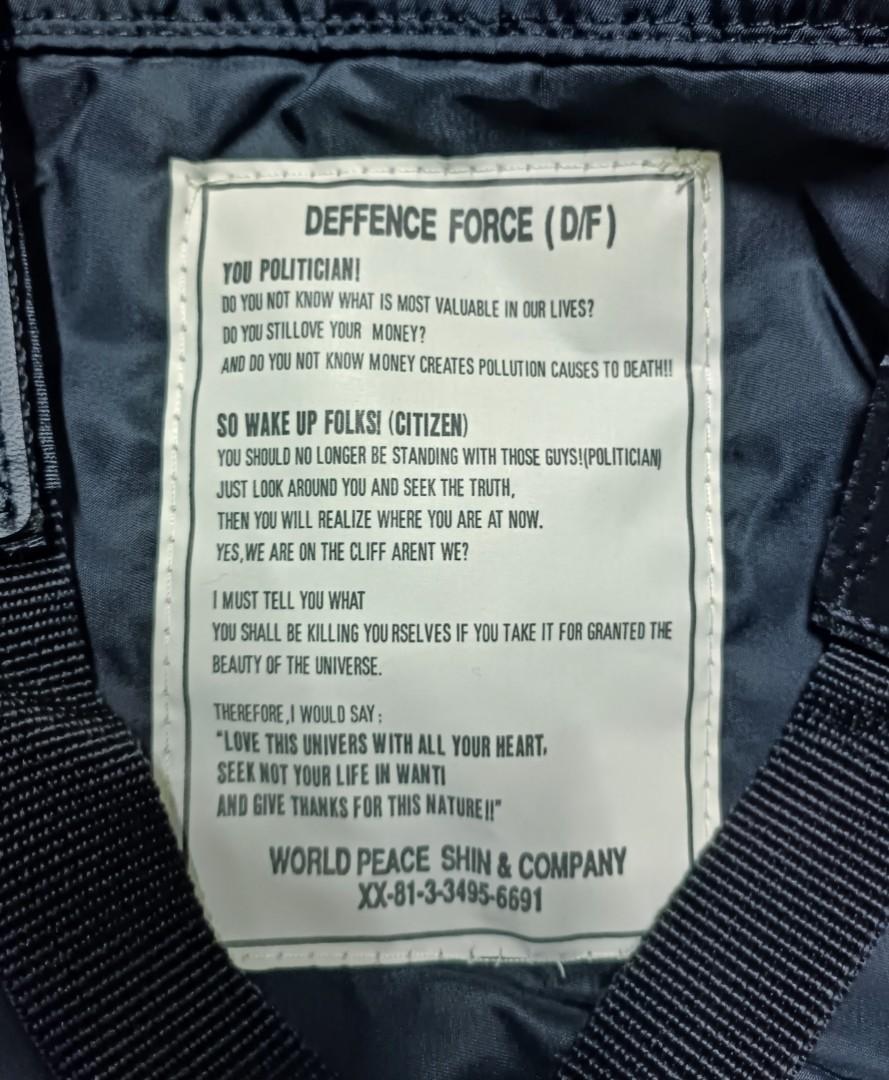 DEFFENCE FORCE (D/F)
YOU POLITICIAN!
DO YOU NOT KNOW WHAT IS MOST VALUABLE IN OUR LIVES?
DO YOU STILLOVE YOUR MONEY?
AND DO YOU NOT KNOW MONEY CREATES POLLUTION CAUSES TO DEATH!!
SO WAKE UP FOLKS! (CITIZEN)
YOU SHOULD NO LONGER BE STANDING WITH THOSE GUYS!(POLITICIAN)
JUST LOOK AROUND YOU AND SEEK THE TRUTH,
THEN YOU WILL REALIZE WHERE YOU ARE AT NOW.
YES,WE ARE ON THE CLIFF ARENT WE?
I MUST TELL YOU WHAT
YOU SHALL BE KILLING YOURSELVES IF YOU TAKE IT FOR GRANTED THE
BEAUTY OF THE UNIVERSE.
THEREFORE,I WOULD SAY;
"LOVE THIS UNIVERS WITH ALL YOUR HEART,
SEEK NOT YOUR LIFE IN WANT!
AND GIVE THANKS FOR THIS NATURE!!"
WORLD PEACE SHIN & COMPANY
XX-81-3-3495-6691